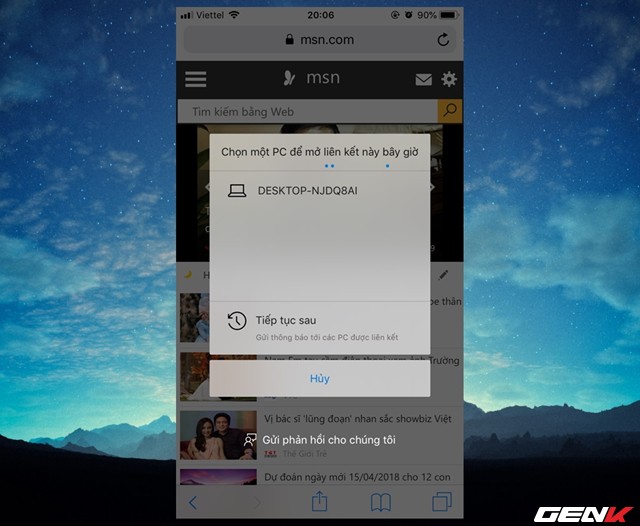 Viettel 20:06 90%
msn.com
msn
Tìm kiếm bằng Web
Chọn một PC để mở liên kết này bây giờ
DESKTOP-NJDQ8AI
Tiếp tục sau
Gửi thông báo tới các PC được liên kết
Hủy
Vị bác sĩ 'lũng đoạn' nhan sắc showbiz Việt
Gửi phản hồi cho chúng tôi
Thế Giới Trẻ
Dự đoán ngày mới 15/04/2018 cho 12 con
GENK